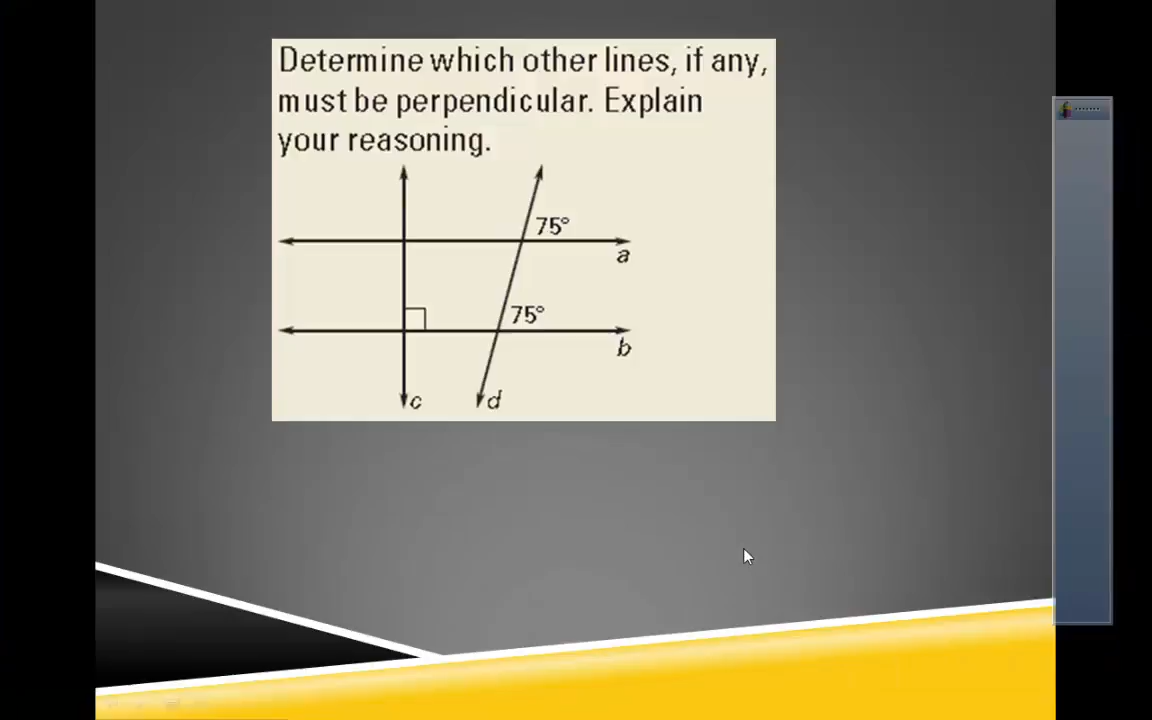 Determine which other lines, if any,
must be perpendicular. Explain
your reasoning.
75°
a
75°
b
c
d